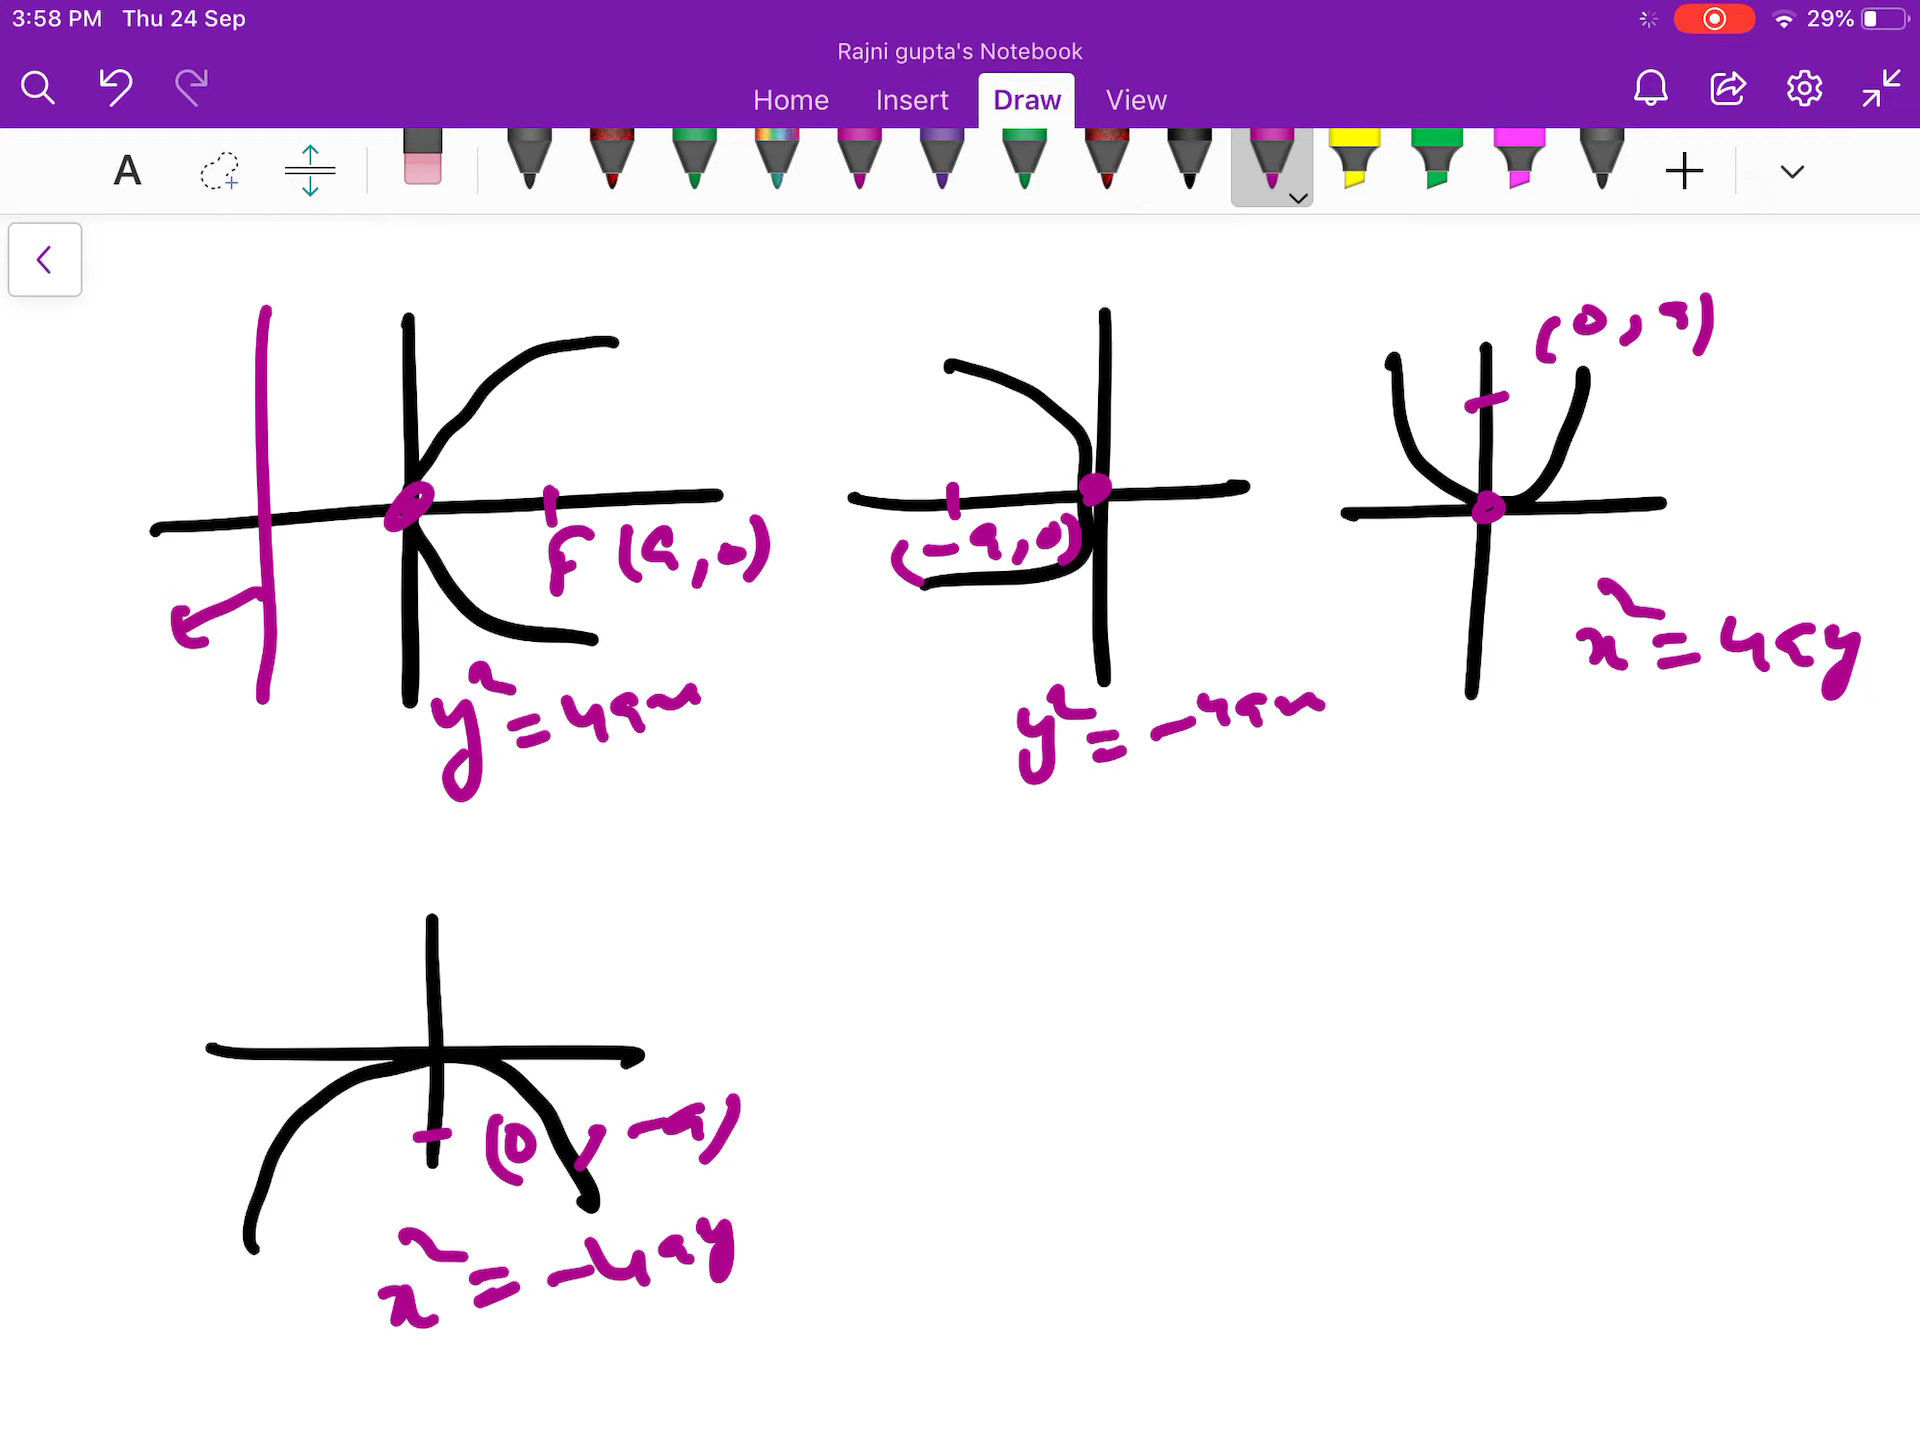 3:58 PM Thu 24 Sep
29%
Rajni gupta's Notebook
Home Insert Draw View
A
(0, a)
F (a, 0)
(-a, 0)
x² = 4ay
y² = 4ax
y² = -4ax
(0, -a)
x² = -4ay